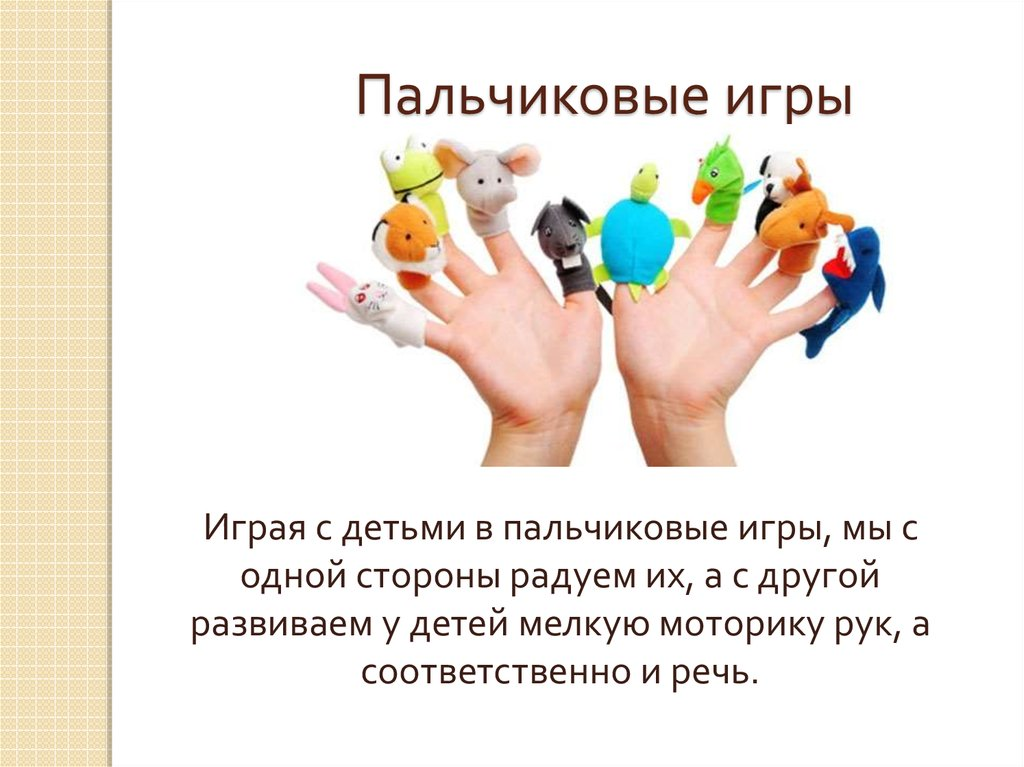 Пальчиковые игры
Играя с детьми в пальчиковые игры, мы с
одной стороны радуем их, а с другой
развиваем у детей мелкую моторику рук, а
соответственно и речь.